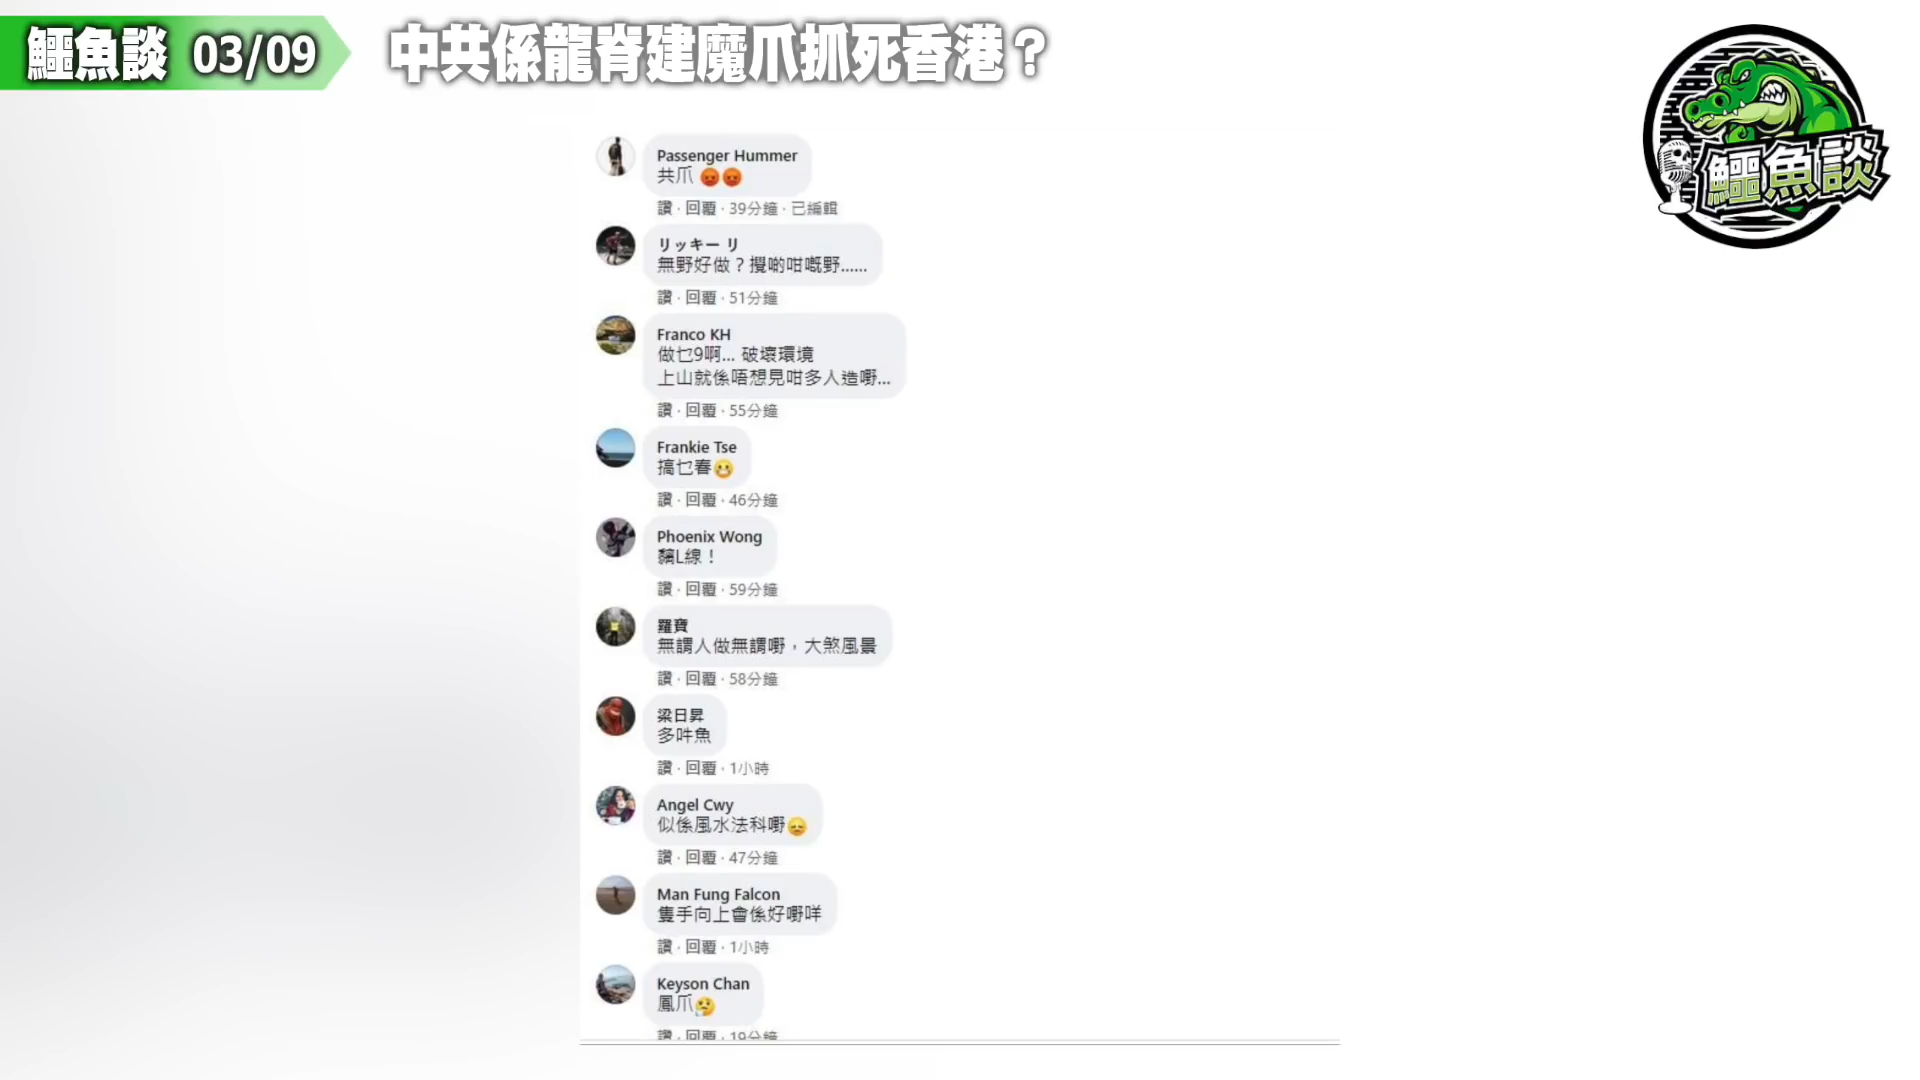 鱷魚談 03/09
中共係龍脊建魔爪抓死香港？
鱷魚談
Passenger Hummer
共爪 😡😡
讚 · 回覆 · 39分鐘 · 已編輯
リッキー リ
無野好做？攪啲咁嘅野......
讚 · 回覆 · 51分鐘
Franco KH
做乜9啊... 破壞環境
上山就係唔想見咁多人造嘢...
讚 · 回覆 · 55分鐘
Frankie Tse
搞乜春😬
讚 · 回覆 · 46分鐘
Phoenix Wong
黐L線！
讚 · 回覆 · 59分鐘
羅寶
無謂人做無謂嘢，大煞風景
讚 · 回覆 · 58分鐘
梁日昇
多吽魚
讚 · 回覆 · 1小時
Angel Cwy
似係風水法科嘢😞
讚 · 回覆 · 47分鐘
Man Fung Falcon
隻手向上會係好嘢咩
讚 · 回覆 · 1小時
Keyson Chan
鳳爪🤔
讚 · 回覆 · 19分鐘